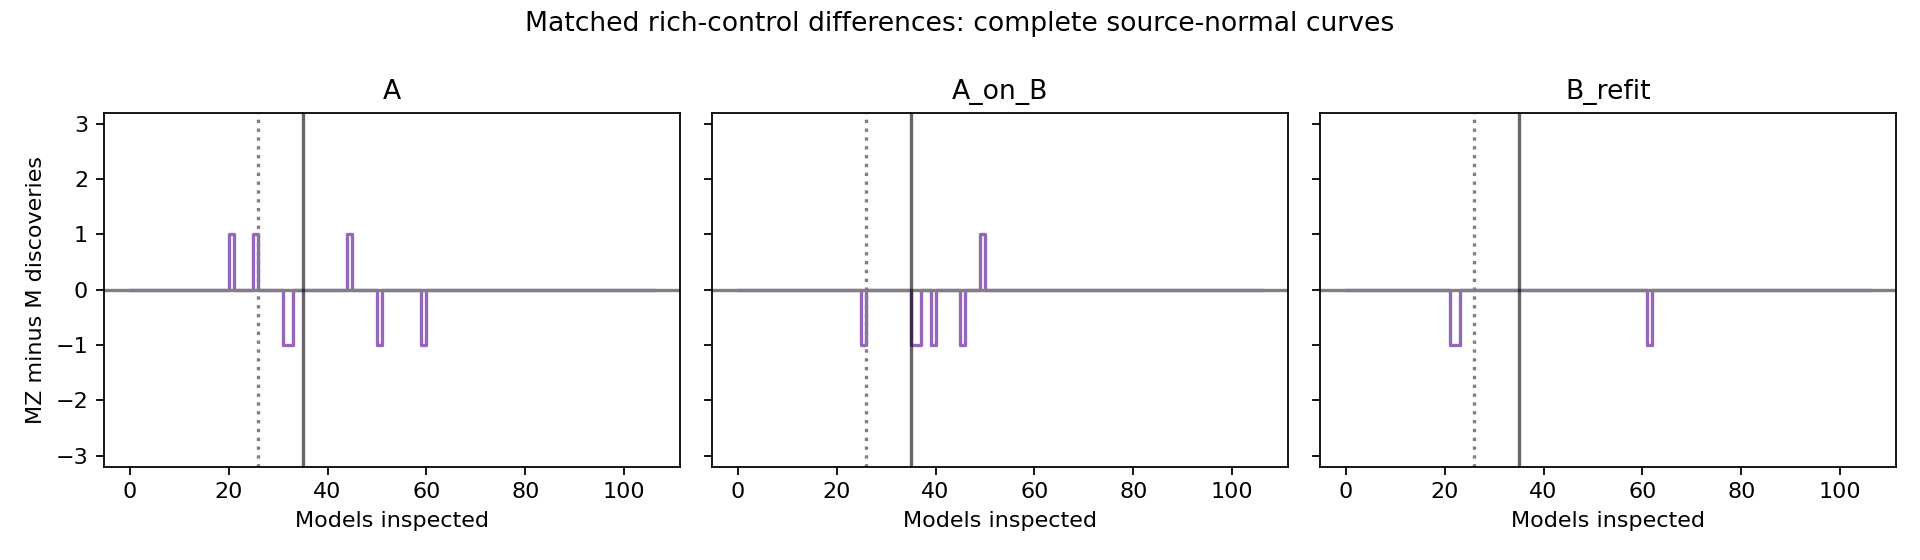 Matched rich-control differences: complete source-normal curves
A
A_on_B
B_refit
MZ minus M discoveries
3
2
1
0
−1
−2
−3
0 20 40 60 80 100
0 20 40 60 80 100
0 20 40 60 80 100
Models inspected
Models inspected
Models inspected